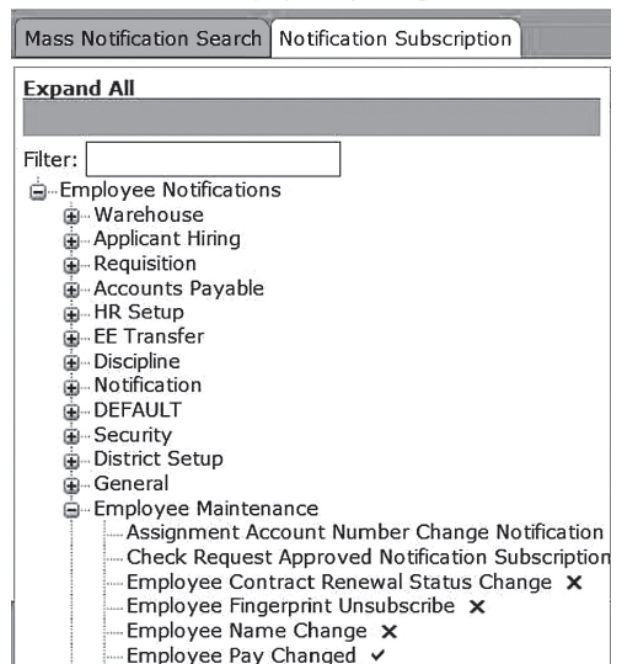 Mass Notification Search Notification Subscription
Expand All
Filter:
Employee Notifications
Warehouse
Applicant Hiring
Requisition
Accounts Payable
HR Setup
EE Transfer
Discipline
Notification
DEFAULT
Security
District Setup
General
Employee Maintenance
Assignment Account Number Change Notification
Check Request Approved Notification Subscription
Employee Contract Renewal Status Change ✕
Employee Fingerprint Unsubscribe ✕
Employee Name Change ✕
Employee Pay Changed ✓